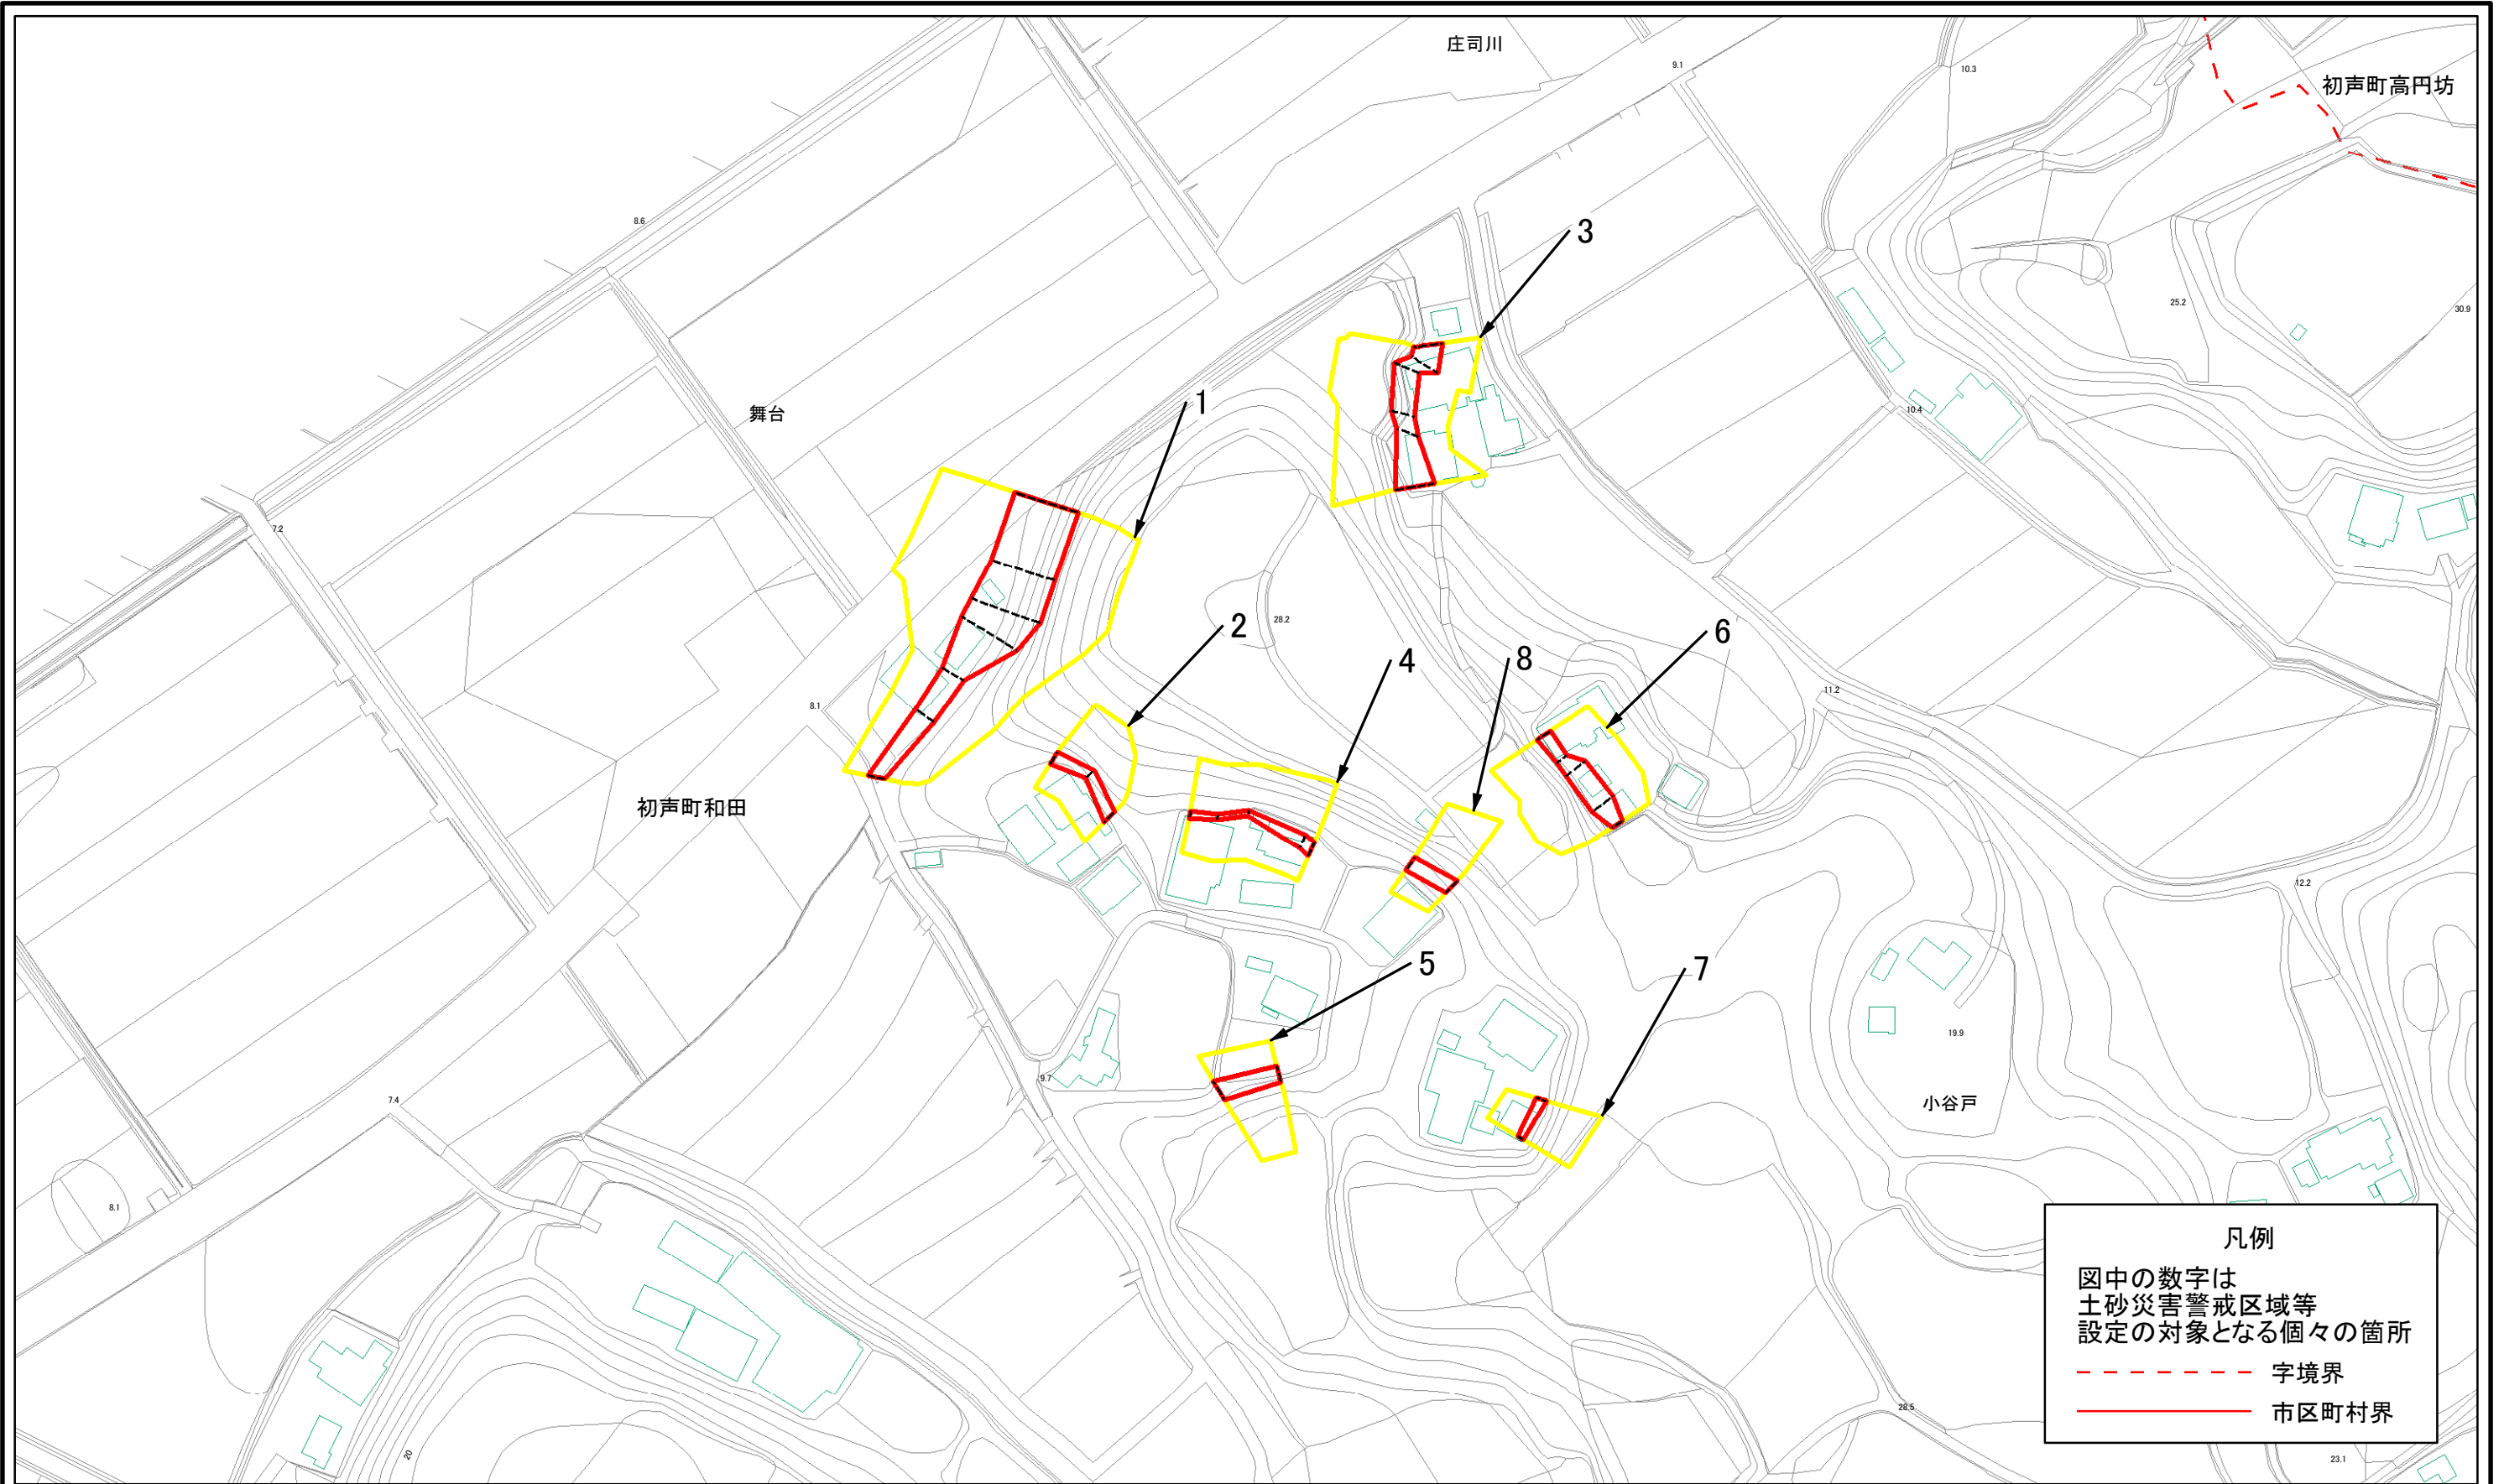 庄司川
9.1
10.3
初声町高円坊
8.6
3
25.2
30.9
1
舞台
10.4
7.2
28.2
2
6
8
4
11.2
8.1
初声町和田
12.2
5
7
19.9
9.7
7.4
小谷戸
8.1
凡例
図中の数字は
土砂災害警戒区域等
設定の対象となる個々の箇所
字境界
市区町村界
28.5
20
23.1